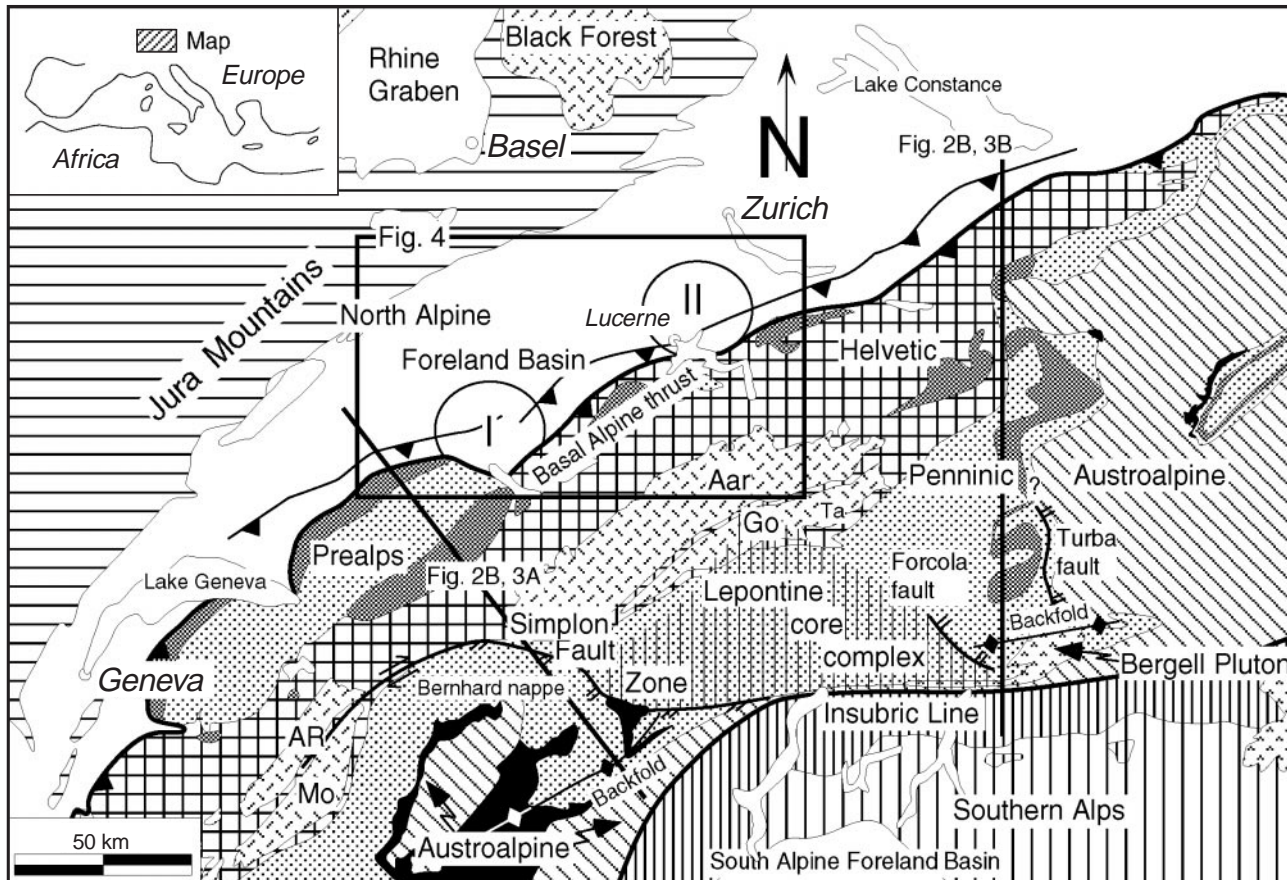 Map
Europe
Africa
Rhine
Graben
Black Forest
Basel
N
Lake Constance
Fig. 2B, 3B
Zurich
Fig. 4
Jura Mountains
North Alpine
Foreland Basin
Lucerne
II
I´
Basal Alpine thrust
Helvetic
Aar
Penninic
Austroalpine
?
Go
Ta
Turba
fault
Prealps
Lake Geneva
Fig. 2B, 3A
Forcola
fault
Lepontine
core
complex
Simplon
Fault
Zone
Backfold
Bergell Pluton
Geneva
Bernhard nappe
Insubric Line
AR
Mo
Backfold
Austroalpine
Southern Alps
South Alpine Foreland Basin
50 km